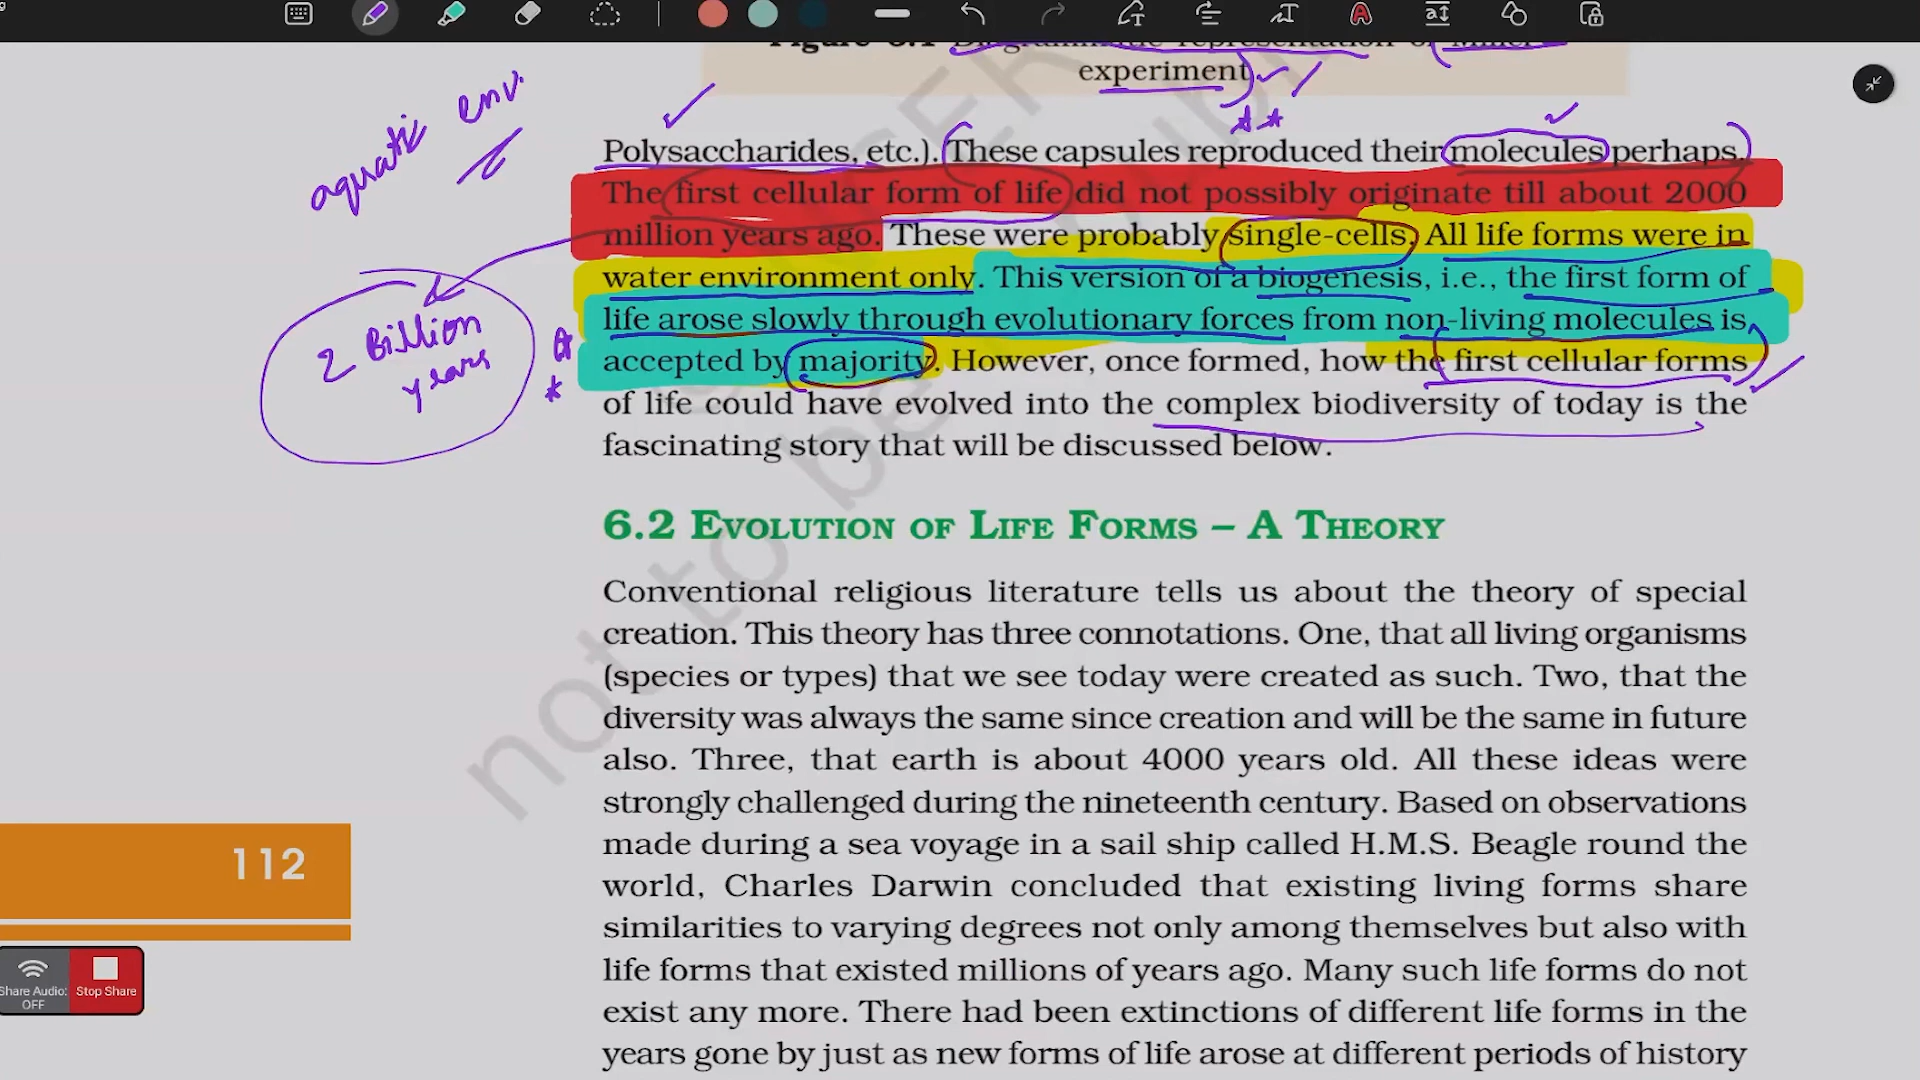 Figure 6.1 Diagrammatic representation of Miller's
experiment
aquatic env.
Polysaccharides, etc.). These capsules reproduced their molecules perhaps.
The first cellular form of life did not possibly originate till about 2000
million years ago. These were probably single-cells. All life forms were in
water environment only. This version of a biogenesis, i.e., the first form of
life arose slowly through evolutionary forces from non-living molecules is
accepted by majority. However, once formed, how the first cellular forms
of life could have evolved into the complex biodiversity of today is the
fascinating story that will be discussed below.
2 Billion
years
6.2 EVOLUTION OF LIFE FORMS – A THEORY
Conventional religious literature tells us about the theory of special
creation. This theory has three connotations. One, that all living organisms
(species or types) that we see today were created as such. Two, that the
diversity was always the same since creation and will be the same in future
also. Three, that earth is about 4000 years old. All these ideas were
strongly challenged during the nineteenth century. Based on observations
made during a sea voyage in a sail ship called H.M.S. Beagle round the
world, Charles Darwin concluded that existing living forms share
similarities to varying degrees not only among themselves but also with
life forms that existed millions of years ago. Many such life forms do not
exist any more. There had been extinctions of different life forms in the
years gone by just as new forms of life arose at different periods of history
112
Share Audio:
OFF
Stop Share